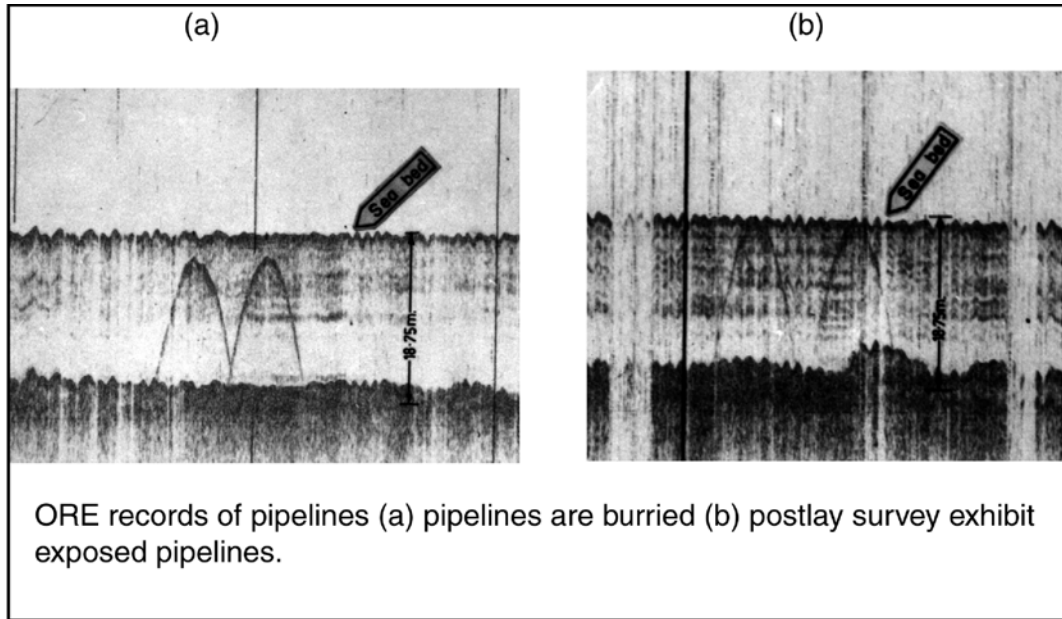 (a)
(b)
Sea bed
Sea bed
18.75m.
18.75m.
ORE records of pipelines (a) pipelines are burried (b) postlay survey exhibit
exposed pipelines.